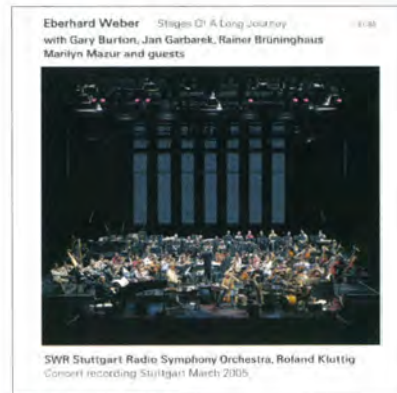 Eberhard Weber Stages Of A Long Journey
with Gary Burton, Jan Garbarek, Rainer Brüninghaus
Marilyn Mazur and guests
SWR Stuttgart Radio Symphony Orchestra, Roland Kluttig
Concert recording Stuttgart March 2005